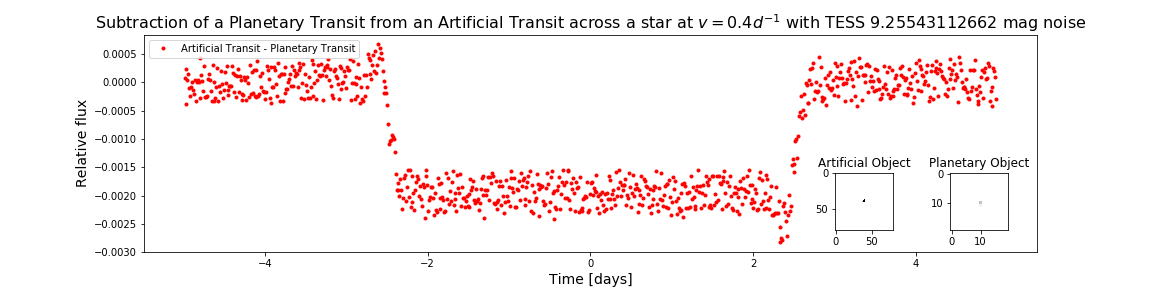 Subtraction of a Planetary Transit from an Artificial Transit across a star at v = 0.4d⁻¹ with TESS 9.25543112662 mag noise
Artificial Transit - Planetary Transit
Relative flux
0.0005
0.0000
−0.0005
−0.0010
−0.0015
−0.0020
−0.0025
−0.0030
Artificial Object
0
50
0 50
Planetary Object
0
10
0 10
−4 −2 0 2 4
Time [days]